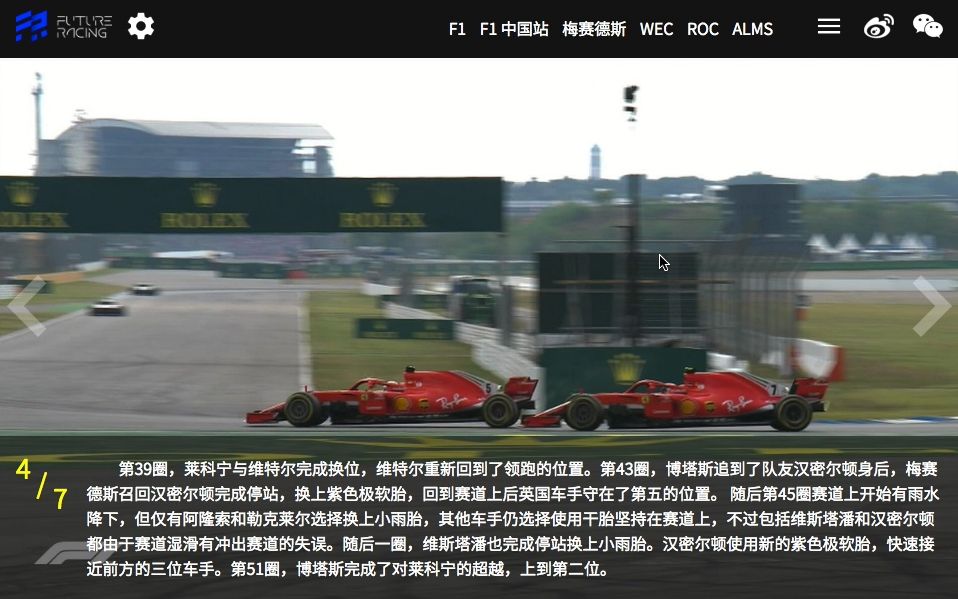 FUTURE
RACING
F1 F1 中国站 梅赛德斯 WEC ROC ALMS
ROLEX ROLEX ROLEX
5 7
Ray-Ban Ray-Ban
4/7
第39圈，莱科宁与维特尔完成换位，维特尔重新回到了领跑的位置。第43圈，博塔斯追到了队友汉密尔顿身后，梅赛
德斯召回汉密尔顿完成停站，换上紫色极软胎，回到赛道上后英国车手守在了第五的位置。 随后第45圈赛道上开始有雨水
降下，但仅有阿隆索和勒克莱尔选择换上小雨胎，其他车手仍选择使用干胎坚持在赛道上，不过包括维斯塔潘和汉密尔顿
都由于赛道湿滑有冲出赛道的失误。随后一圈，维斯塔潘也完成停站换上小雨胎。汉密尔顿使用新的紫色极软胎，快速接
近前方的三位车手。第51圈，博塔斯完成了对莱科宁的超越，上到第二位。